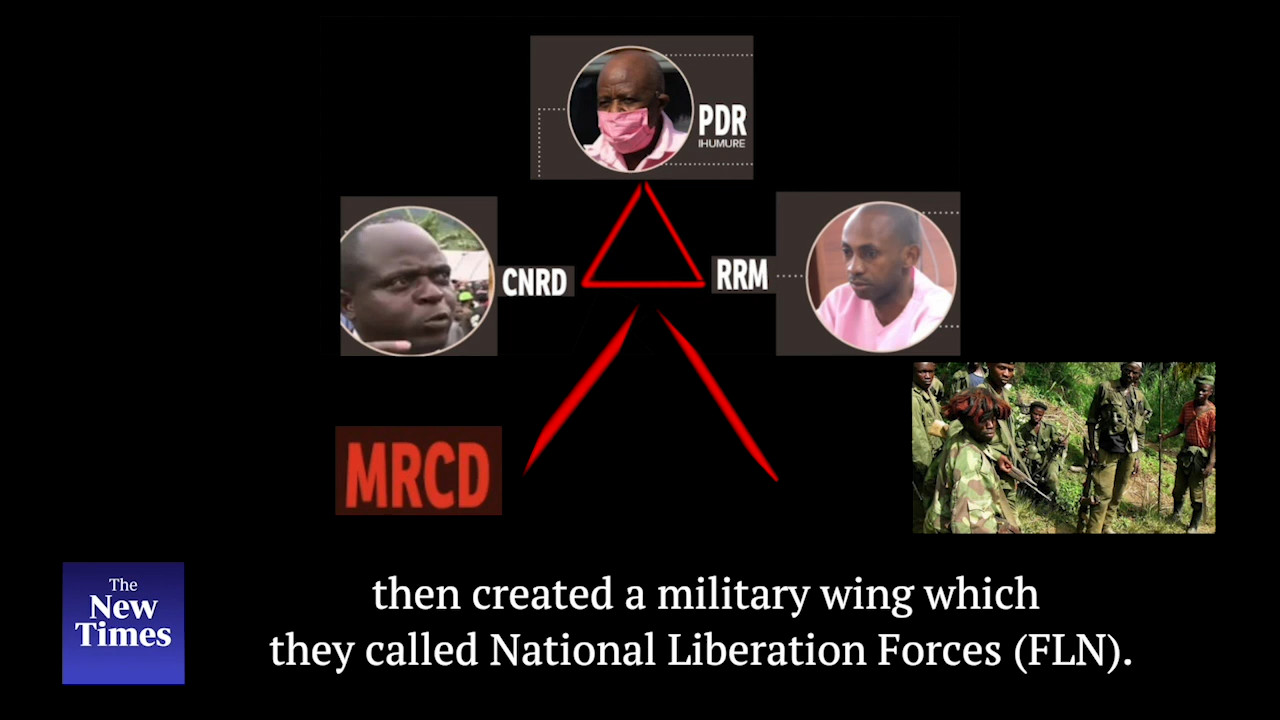 PDR
IHUMURE
CNRD
RRM
MRCD
The
New
Times
then created a military wing which
they called National Liberation Forces (FLN).